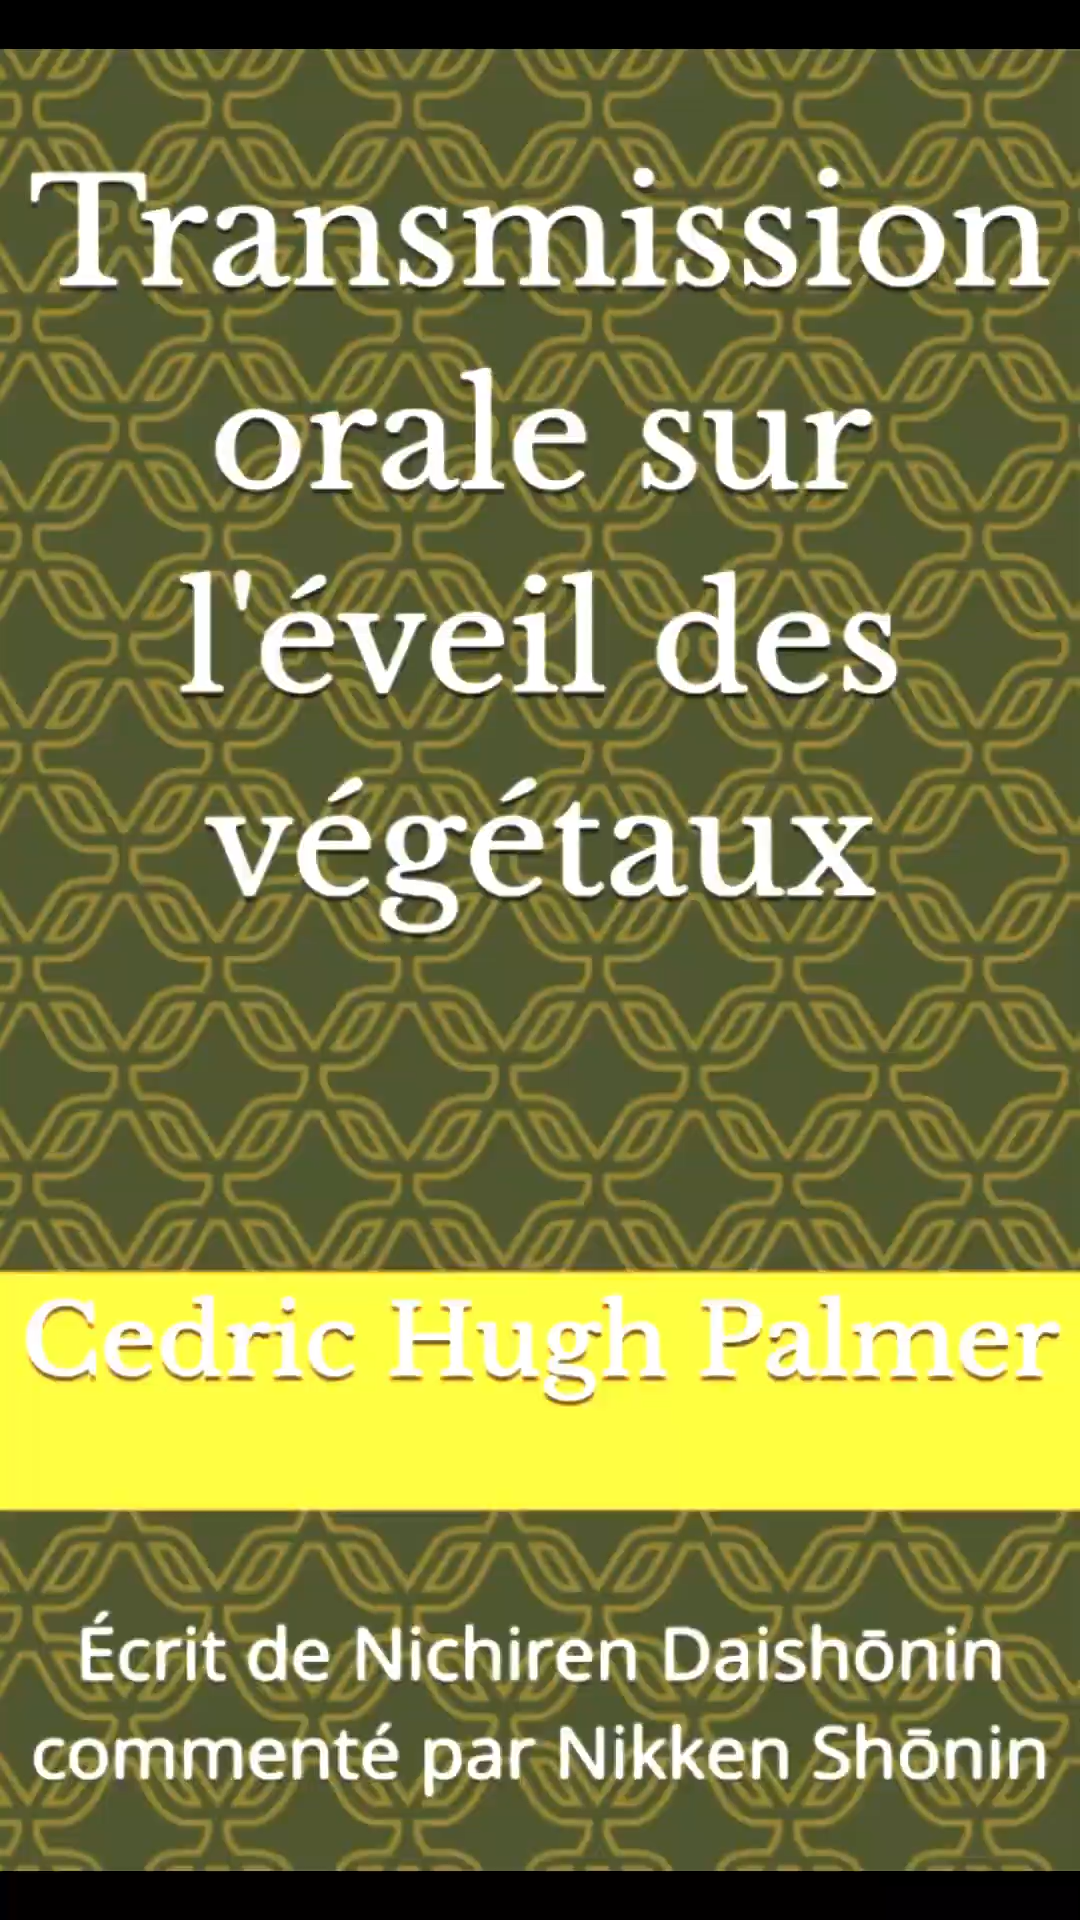 Transmission
orale sur
l'éveil des
végétaux
Cedric Hugh Palmer
Écrit de Nichiren Daishōnin
commenté par Nikken Shōnin